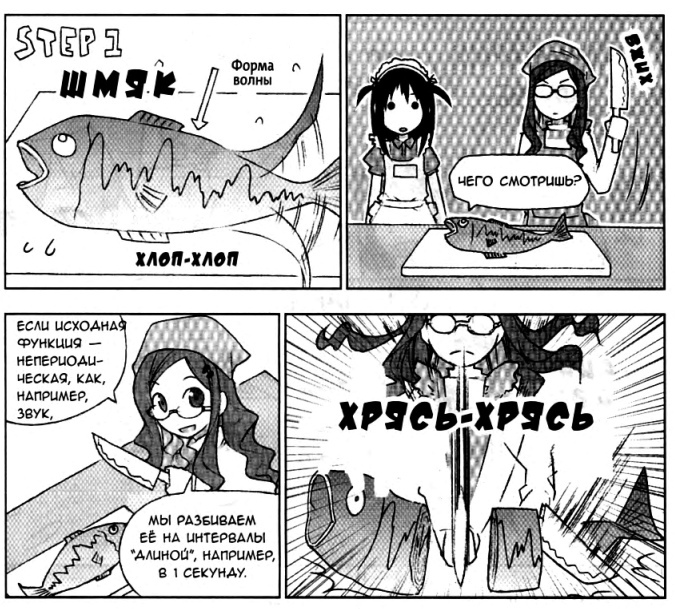 STEP 1
ШМЯК
Форма
волны
ХЛОП-ХЛОП
ВЖИХ
ЧЕГО СМОТРИШЬ?
ЕСЛИ ИСХОДНАЯ
ФУНКЦИЯ —
НЕПЕРИОДИ-
ЧЕСКАЯ, КАК,
НАПРИМЕР,
ЗВУК,
МЫ РАЗБИВАЕМ
ЕЁ НА ИНТЕРВАЛЫ
"ДЛИНОЙ", НАПРИМЕР,
В 1 СЕКУНДУ.
ХРЯСЬ-ХРЯСЬ